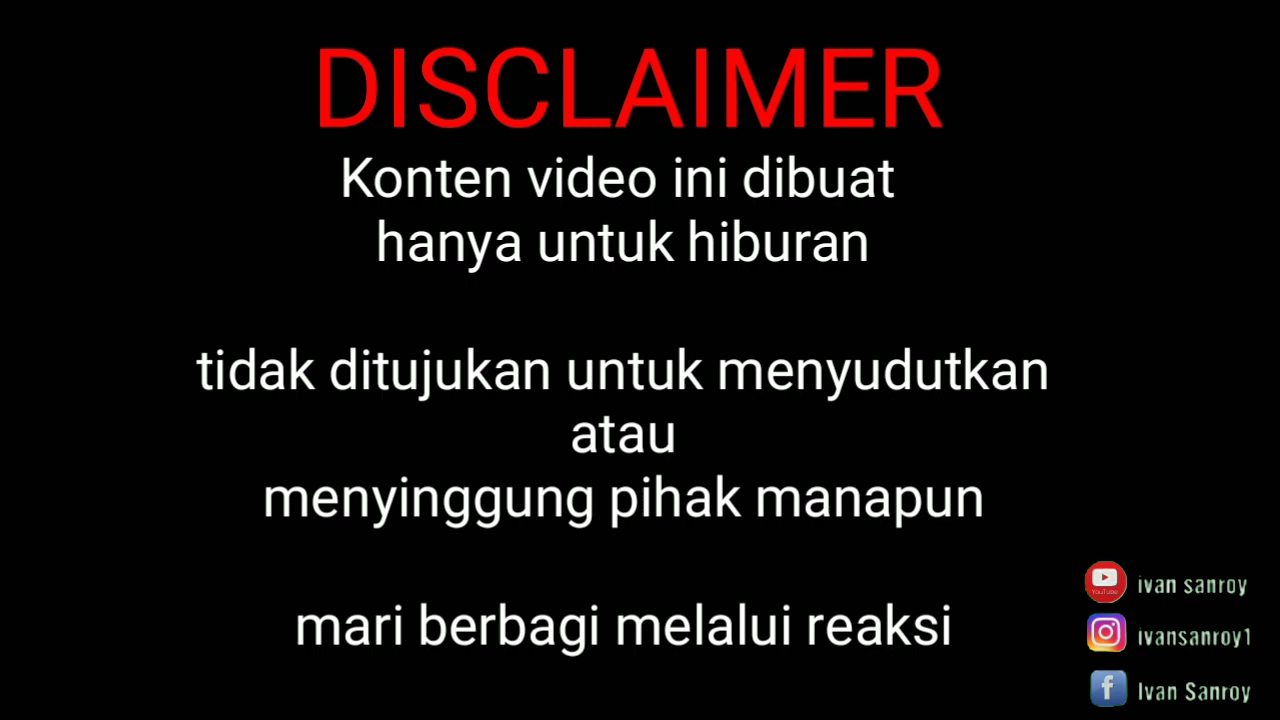 DISCLAIMER
Konten video ini dibuat
hanya untuk hiburan
tidak ditujukan untuk menyudutkan
atau
menyinggung pihak manapun
mari berbagi melalui reaksi
YouTube
ivan sanroy
ivansanroy1
Ivan Sanroy